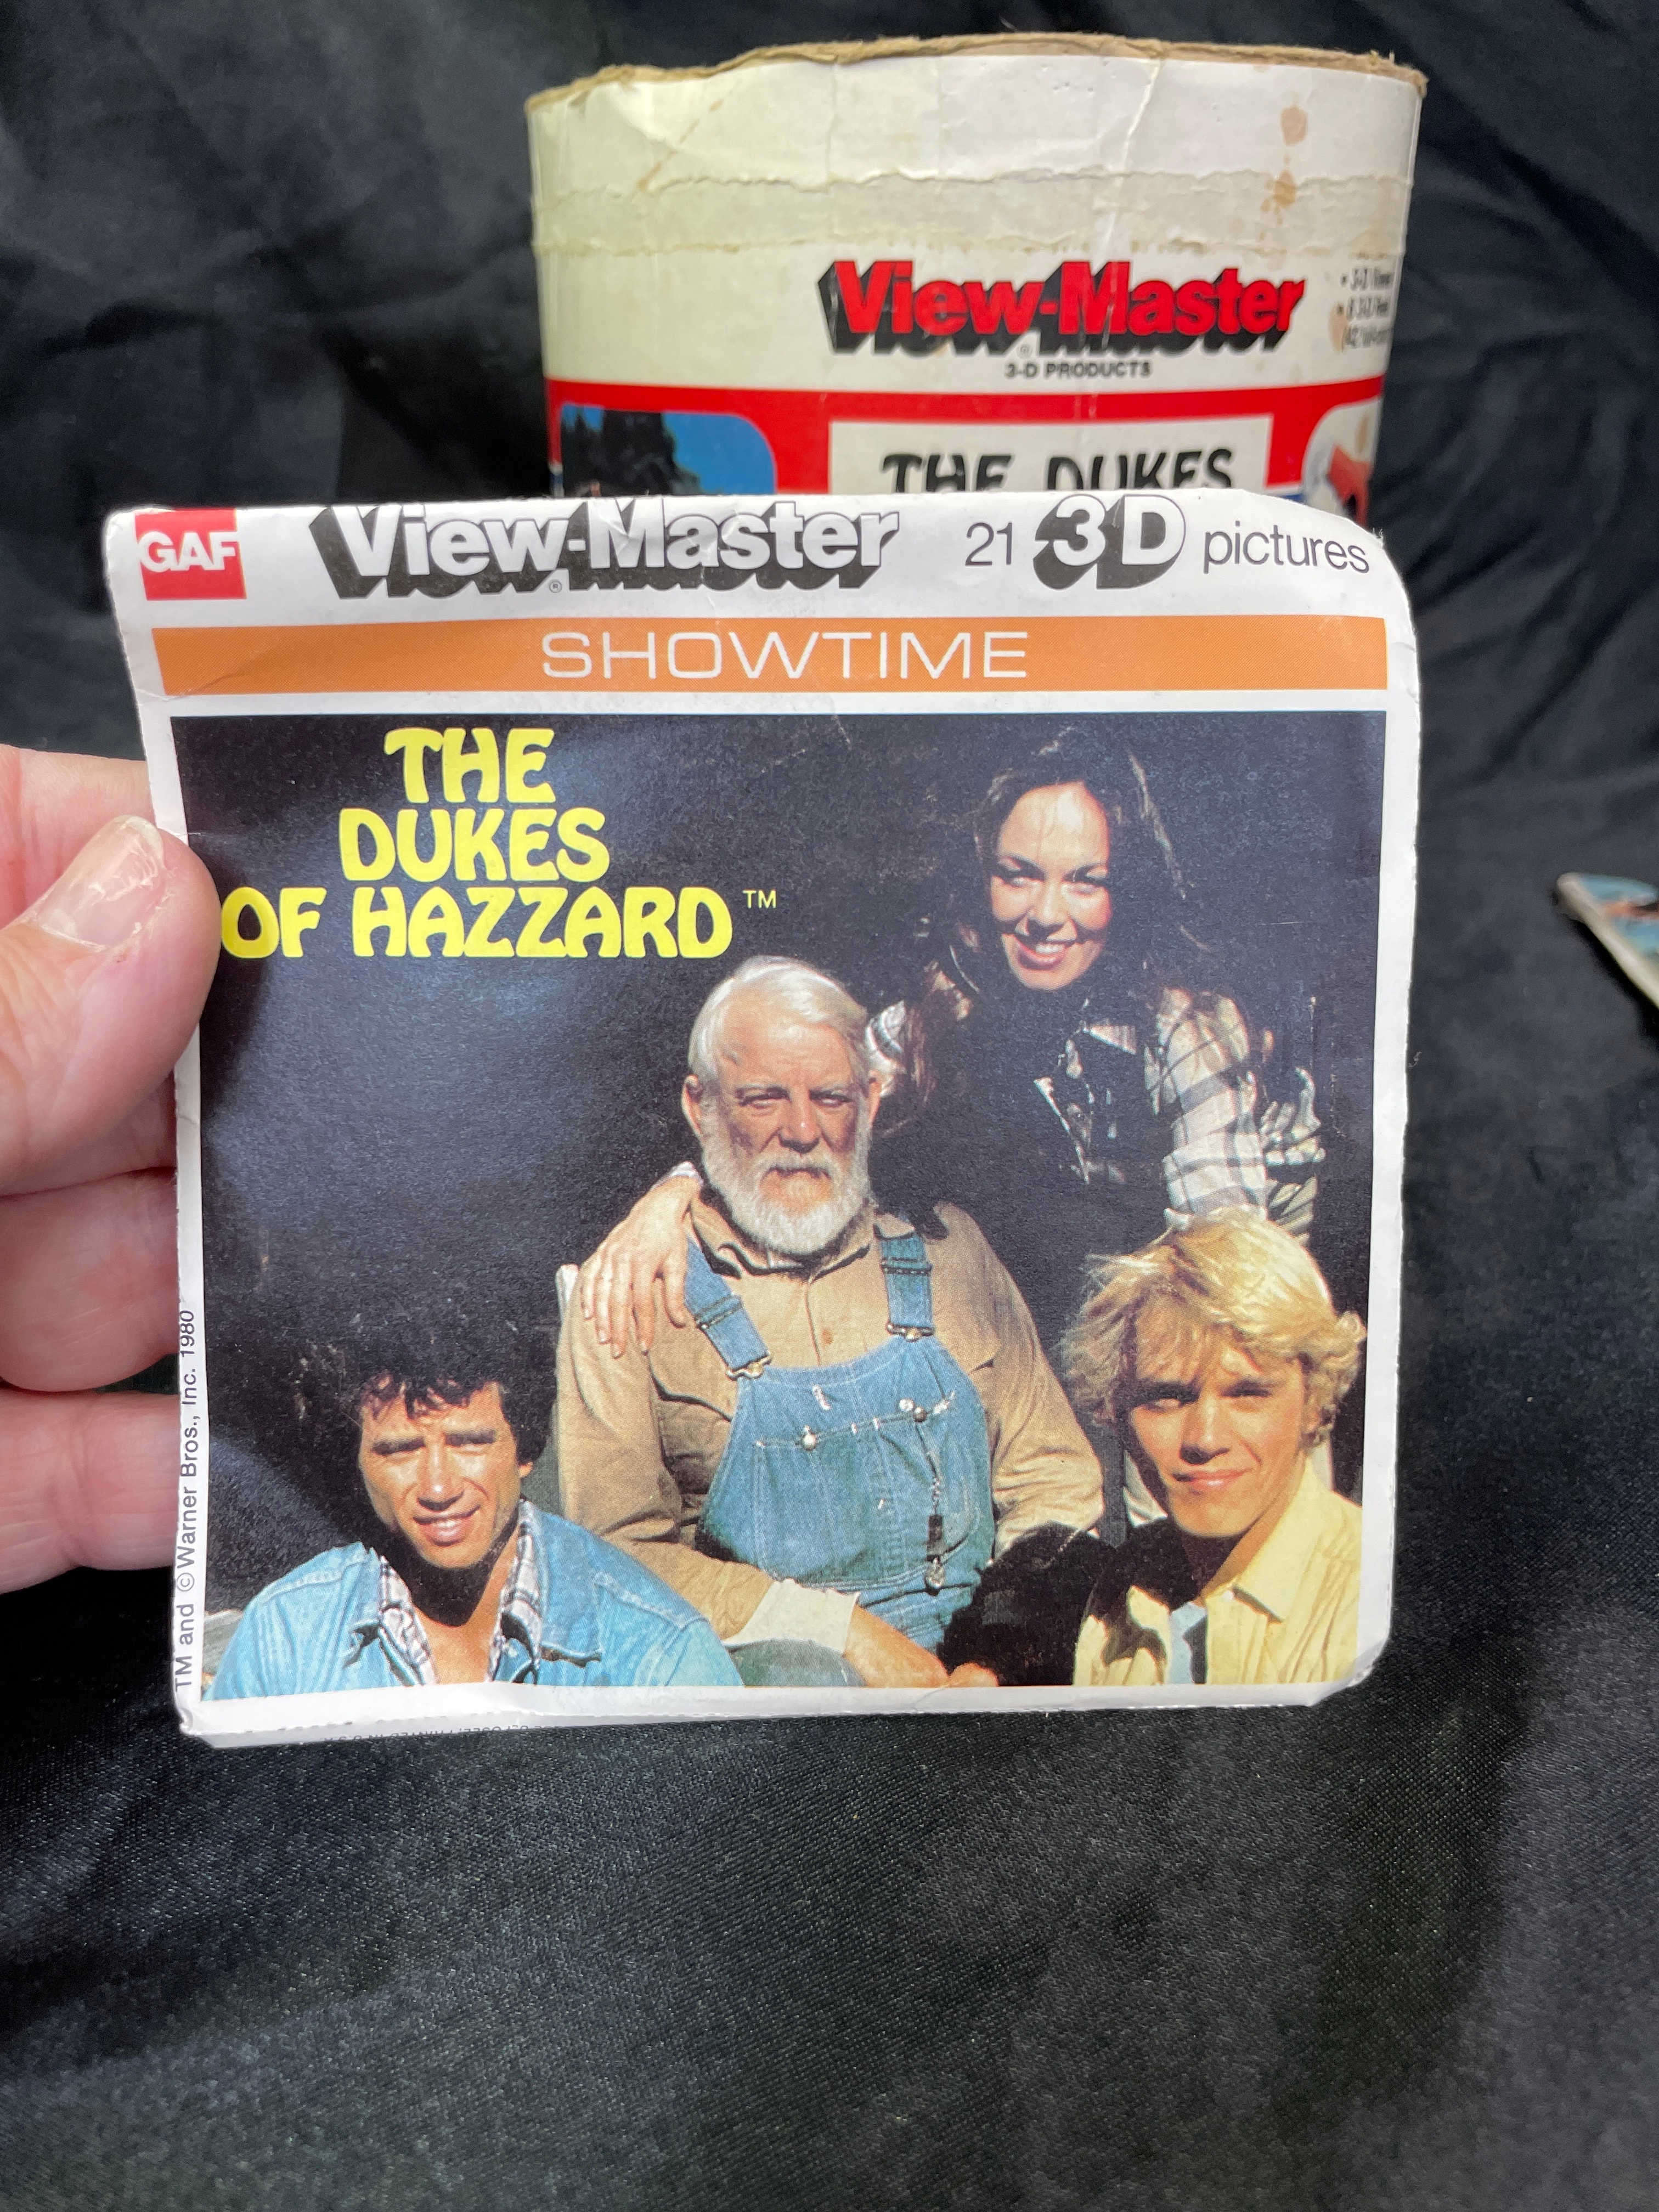 View-Master
®
3-D PRODUCTS
THE DUKES
GAF
View-Master ® 21 3D pictures
SHOWTIME
THE
DUKES
OF HAZZARD™
TM and © Warner Bros., Inc. 1980